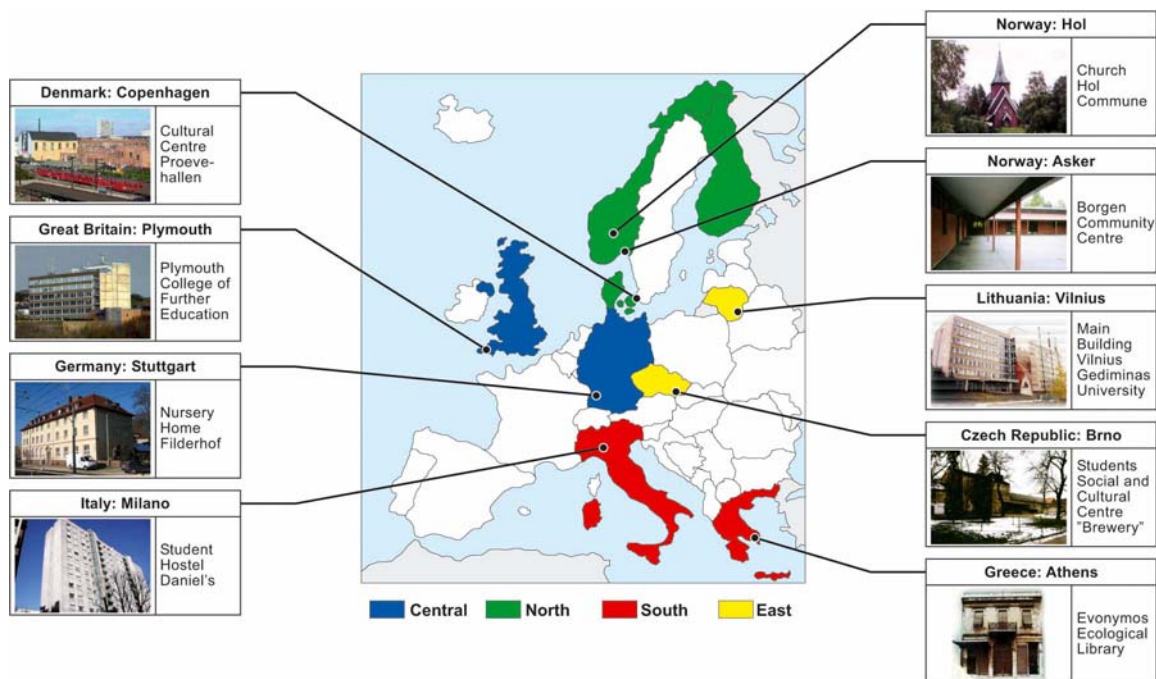 Denmark: Copenhagen
Cultural
Centre
Proeve-
hallen
Great Britain: Plymouth
Plymouth
College of
Further
Education
Germany: Stuttgart
Nursery
Home
Filderhof
Italy: Milano
Student
Hostel
Daniel's
Norway: Hol
Church
Hol
Commune
Norway: Asker
Borgen
Community
Centre
Lithuania: Vilnius
Main
Building
Vilnius
Gediminas
University
Czech Republic: Brno
Students
Social and
Cultural
Centre
"Brewery"
Greece: Athens
Evonymos
Ecological
Library
Central North South East